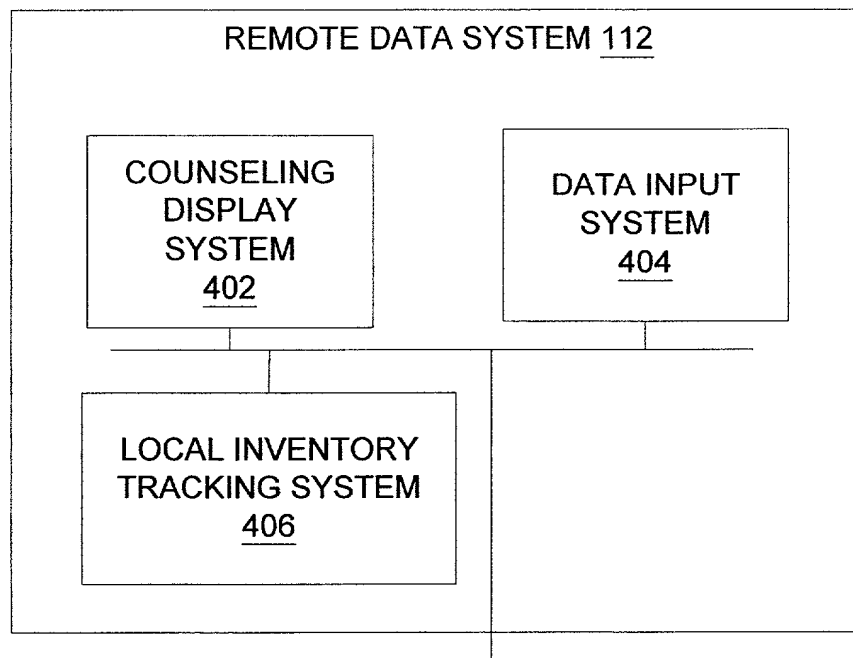 REMOTE DATA SYSTEM 112
COUNSELING
DISPLAY
SYSTEM
402
DATA INPUT
SYSTEM
404
LOCAL INVENTORY
TRACKING SYSTEM
406